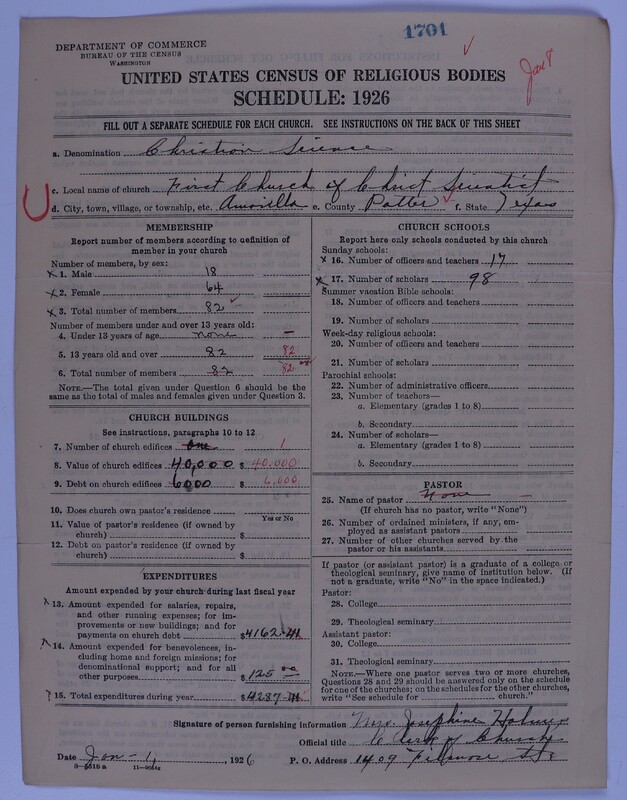 1701
DEPARTMENT OF COMMERCE
BUREAU OF THE CENSUS
WASHINGTON
UNITED STATES CENSUS OF RELIGIOUS BODIES
SCHEDULE: 1926
FILL OUT A SEPARATE SCHEDULE FOR EACH CHURCH. SEE INSTRUCTIONS ON THE BACK OF THIS SHEET
a. Denomination Christian Science
c. Local name of church First Church of Christ Scientist
d. City, town, village, or township, etc. Amarillo e. County Potter f. State Texas
MEMBERSHIP
Report number of members according to definition of
member in your church
Number of members, by sex:
1. Male 18
2. Female 64
3. Total number of members 82
Number of members under and over 13 years old:
4. Under 13 years of age none –
5. 13 years old and over 82 82
6. Total number of members 82 82
NOTE.—The total given under Question 6 should be
same as the total of males and females given under Question 3.
CHURCH BUILDINGS
See instructions, paragraphs 10 to 12
7. Number of church edifices One 1
8. Value of church edifices 40,000 $ 40,000
9. Debt on church edifices 6000 $ 6,000
10. Does church own pastor's residence
Yes or No
11. Value of pastor's residence (if owned by
church) $
12. Debt on pastor's residence (if owned by
church) $
EXPENDITURES
Amount expended by your church during last fiscal year
13. Amount expended for salaries, repairs,
and other running expenses; for im-
provements or new buildings; and for
payments on church debt $4162
14. Amount expended for benevolences, in-
cluding home and foreign missions; for
denominational support; and for all
other purposes $125 00
15. Total expenditures during year $4287
CHURCH SCHOOLS
Report here only schools conducted by this church
Sunday schools:
16. Number of officers and teachers 17
17. Number of scholars 98
Summer vacation Bible schools:
18. Number of officers and teachers
19. Number of scholars
Week-day religious schools:
20. Number of officers and teachers
21. Number of scholars
Parochial schools:
22. Number of administrative officers
23. Number of teachers—
a. Elementary (grades 1 to 8)
b. Secondary
24. Number of scholars—
a. Elementary (grades 1 to 8)
b. Secondary
PASTOR
25. Name of pastor None –
(If church has no pastor, write "None")
26. Number of ordained ministers, if any, em-
ployed as assistant pastors
27. Number of other churches served by the
pastor or his assistants
If pastor (or assistant pastor) is a graduate of a college or
theological seminary, give name of institution below. (If
not a graduate, write "No" in the space indicated.)
Pastor:
28. College
29. Theological seminary
Assistant pastor:
30. College
31. Theological seminary
NOTE.—Where one pastor serves two or more churches,
Questions 28 and 29 should be answered only on the schedule
for one of the churches; on the schedules for the other churches,
write "See schedule for church."
Signature of person furnishing information Mrs. Josephine
Official title Clerk of Church
Date Jan-1, 1926 P. O. Address 1409 Filmore St.